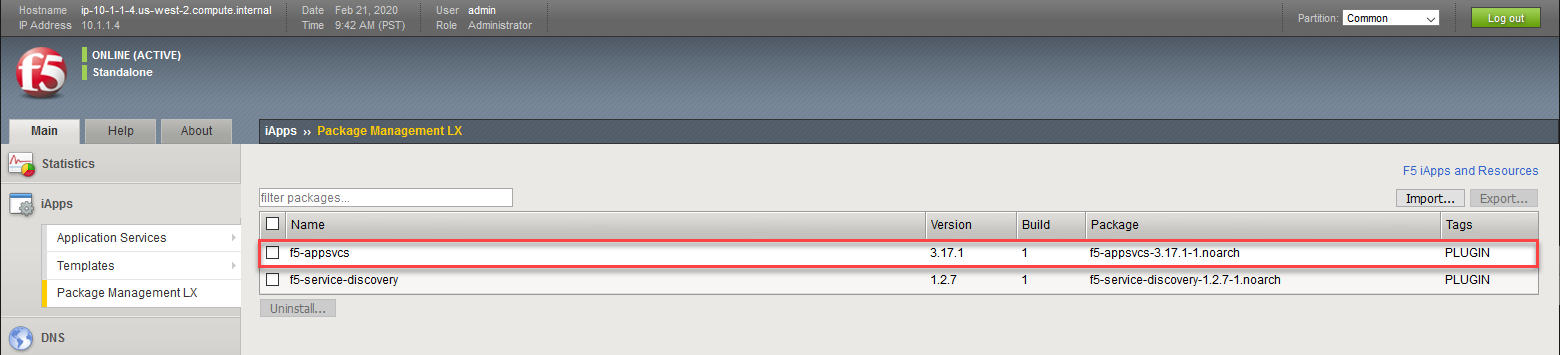 Hostname ip-10-1-1-4.us-west-2.compute.internal Date Feb 21, 2020 User admin
IP Address 10.1.1.4 Time 9:42 AM (PST) Role Administrator
Partition: Common Log out
f5
ONLINE (ACTIVE)
Standalone
Main Help About
iApps ›› Package Management LX
Statistics
iApps
Application Services
Templates
Package Management LX
DNS
F5 iApps and Resources
filter packages...
Import... Export...
Name Version Build Package Tags
f5-appsvcs 3.17.1 1 f5-appsvcs-3.17.1-1.noarch PLUGIN
f5-service-discovery 1.2.7 1 f5-service-discovery-1.2.7-1.noarch PLUGIN
Uninstall...